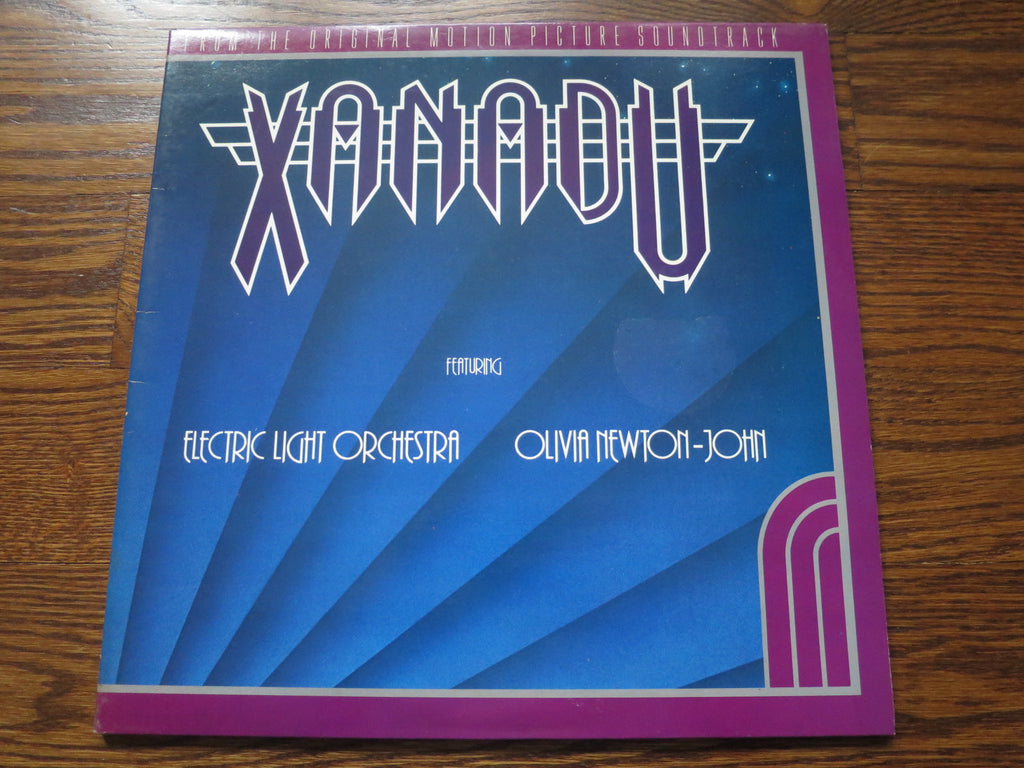 FROM THE ORIGINAL MOTION PICTURE SOUNDTRACK
XANADU
FEATURING
ELECTRIC LIGHT ORCHESTRA OLIVIA NEWTON-JOHN